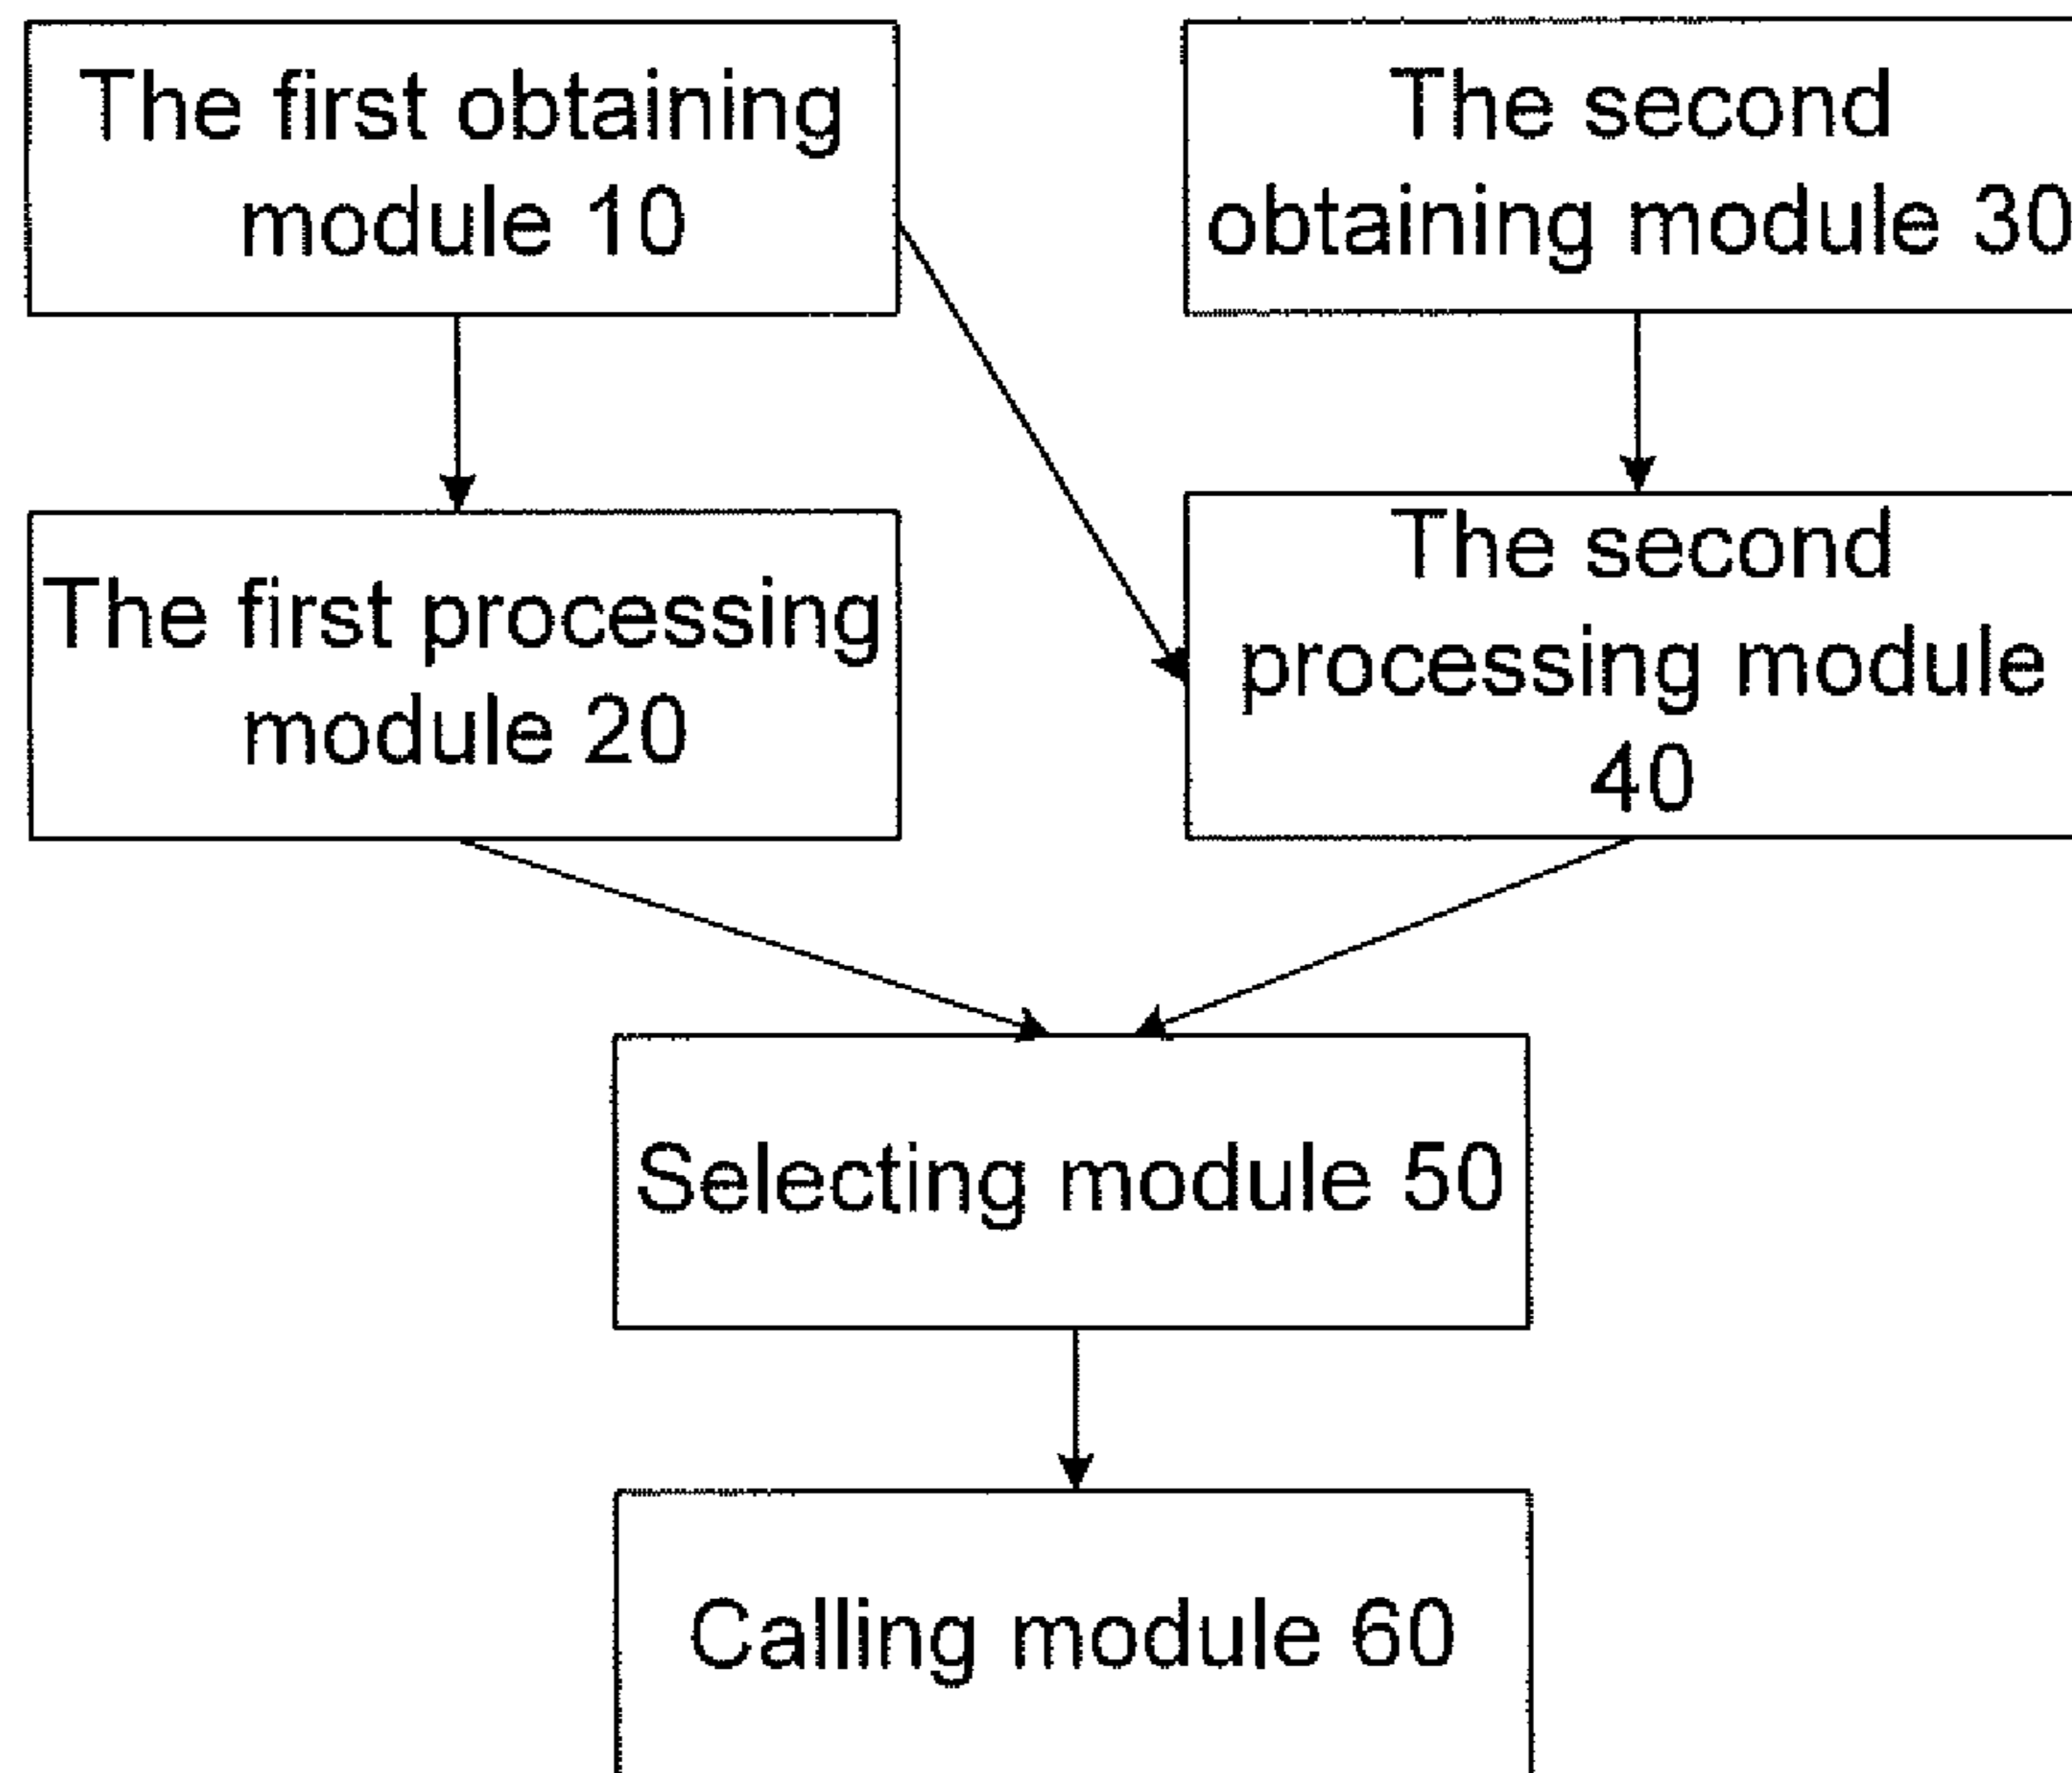 The first obtaining
module 10
The second
obtaining module 30
The first processing
module 20
The second
processing module
40
Selecting module 50
Calling module 60